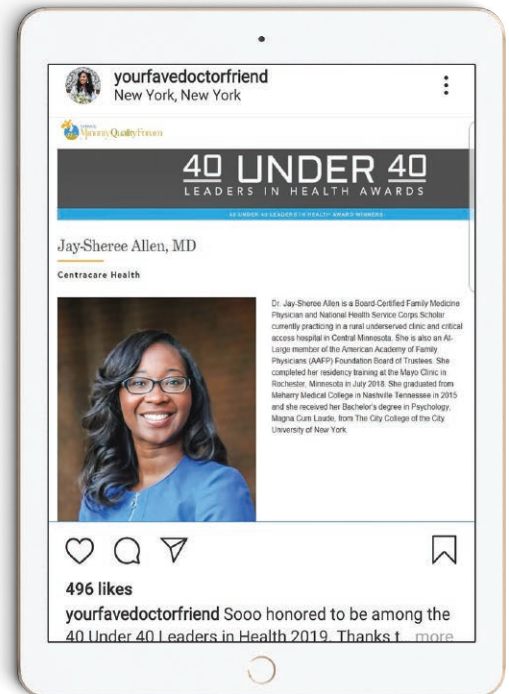 yourfavedoctorfriend
New York, New York
Minority Quality Forum
40 UNDER 40
LEADERS IN HEALTH AWARDS
40 UNDER 40 LEADERS IN HEALTH AWARD WINNERS
Jay-Sheree Allen, MD
Centracare Health
Dr. Jay-Sheree Allen is a Board-Certified Family Medicine
Physician and National Health Service Corps Scholar
currently practicing in a rural underserved clinic and critical
access hospital in Central Minnesota. She is also an At-
Large member of the American Academy of Family
Physicians (AAFP) Foundation Board of Trustees. She
completed her residency training at the Mayo Clinic in
Rochester, Minnesota in July 2018. She graduated from
Meharry Medical College in Nashville Tennessee in 2015
and she received her Bachelor's degree in Psychology,
Magna Cum Laude, from The City College of the City
University of New York.
496 likes
yourfavedoctorfriend Sooo honored to be among the
40 Under 40 Leaders in Health 2019. Thanks t... more